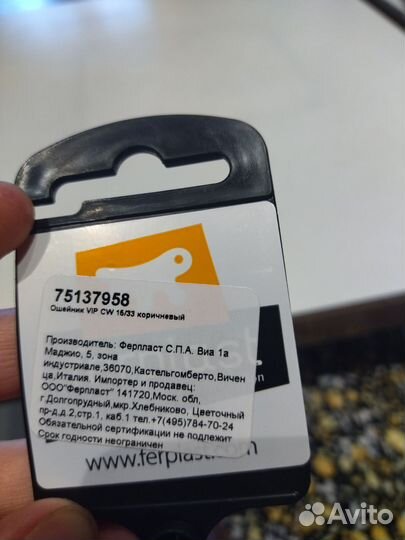 75137958
Ошейник VIP CW 15/33 коричневый
Производитель: Ферпласт С.П.А. Виа 1а
Маджио, 5, зона
индустриале,36070,Кастельгомберто,Вичен
ца,Италия. Импортер и продавец:
ООО"Ферпласт" 141720,Моск. обл,
г.Долгопрудный,мкр.Хлебниково, Цветочный
пр-д,д.2,стр.1, каб.1 тел.+7(495)784-70-24
Обязательной сертификации не подлежит
Срок годности неограничен
www.ferplast.com
Avito